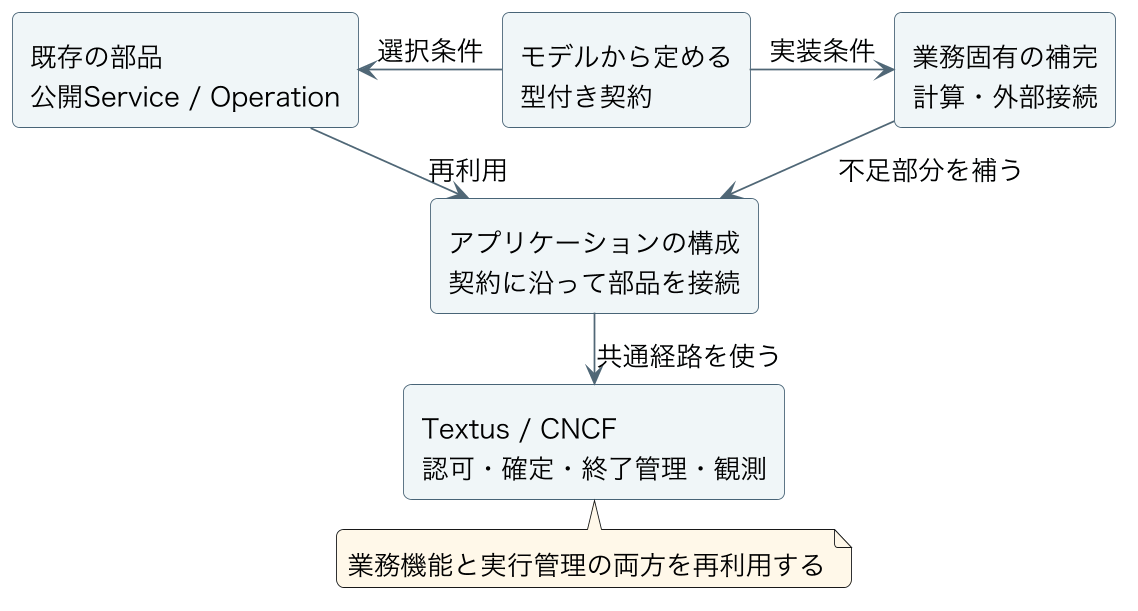 既存の部品
公開Service / Operation
選択条件
モデルから定める
型付き契約
実装条件
業務固有の補完
計算・外部接続
再利用
不足部分を補う
アプリケーションの構成
契約に沿って部品を接続
共通経路を使う
Textus / CNCF
認可・確定・終了管理・観測
業務機能と実行管理の両方を再利用する